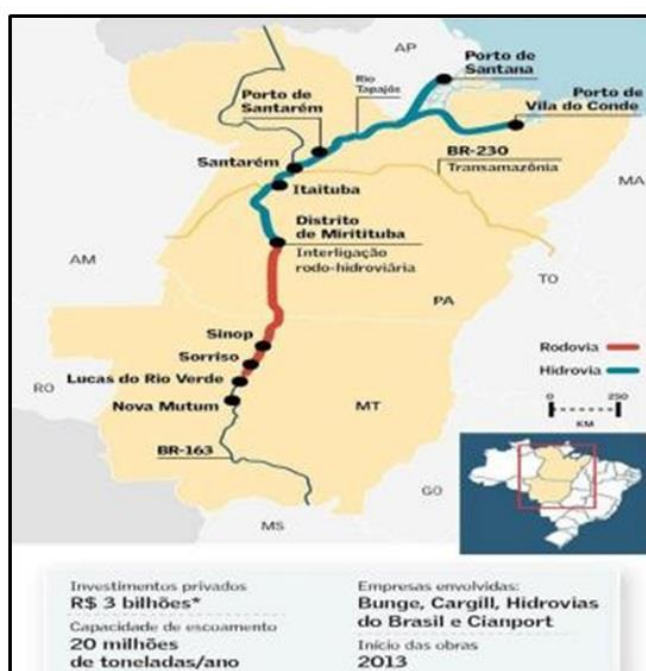 AP
Porto de
Santana
Rio
Tapajós
Porto de
Santarém
Porto de
Vila do Conde
Santarém
BR-230
Transamazônia
Itaituba
MA
Distrito
de Miritituba
Interligação
rodo-hidroviária
AM
TO
PA
Sinop
Sorriso
Rodovia
Lucas do Rio Verde
Hidrovia
RO
Nova Mutum
MT
0 250
KM
BR-163
GO
MS
Investimentos privados
R$ 3 bilhões*
Capacidade de escoamento
20 milhões
de toneladas/ano
Empresas envolvidas:
Bunge, Cargill, Hidrovias
do Brasil e Cianport
Início das obras
2013